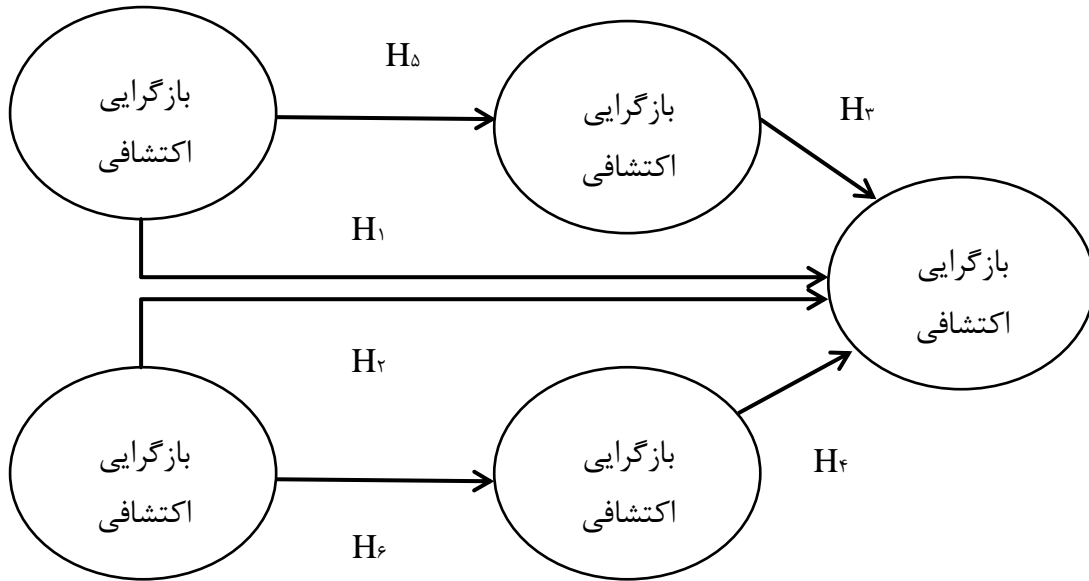 بازگرایی
اکتشافی
H۵
بازگرایی
اکتشافی
H۳
H۱
بازگرایی
اکتشافی
H۲
بازگرایی
اکتشافی
H۶
بازگرایی
اکتشافی
H۴